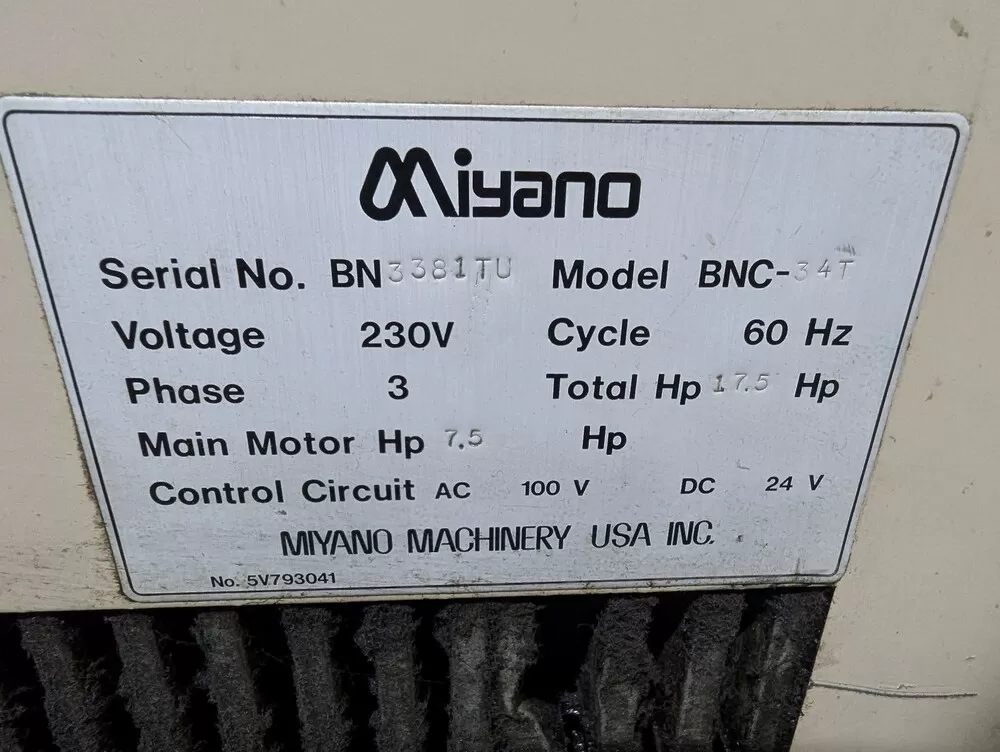 Miyano
Serial No. BN3381TU Model BNC-34T
Voltage 230V Cycle 60 Hz
Phase 3 Total Hp 17.5 Hp
Main Motor Hp 7.5 Hp
Control Circuit AC 100 V DC 24 V
MIYANO MACHINERY USA INC.
No. 5V793041